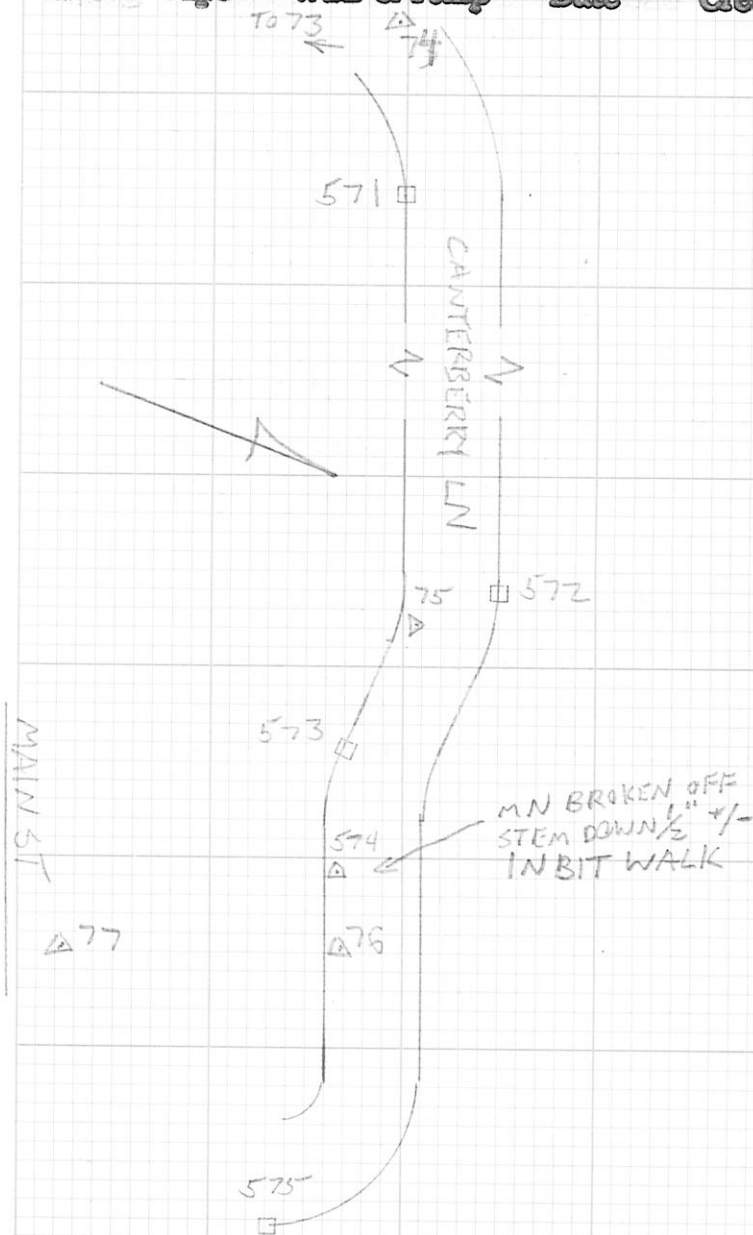 TO 73
74
571
CANTERBERRY LN
75
572
573
MAIN ST
574
MN BROKEN OFF
STEM DOWN 1/2" +/-
IN BIT WALK
77
76
575